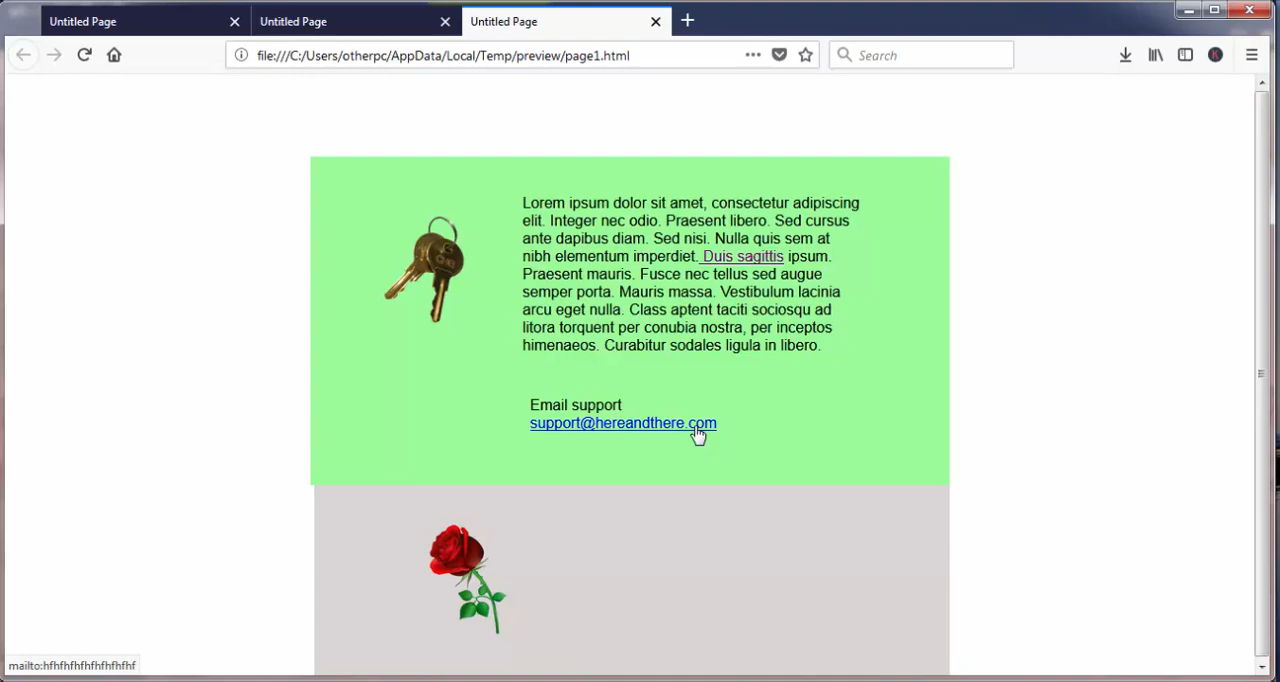 Untitled Page
Untitled Page
Untitled Page
file:///C:/Users/otherpc/AppData/Local/Temp/preview/page1.html
Search
K
Lorem ipsum dolor sit amet, consectetur adipiscing
elit. Integer nec odio. Praesent libero. Sed cursus
ante dapibus diam. Sed nisi. Nulla quis sem at
nibh elementum imperdiet. Duis sagittis ipsum.
Praesent mauris. Fusce nec tellus sed augue
semper porta. Mauris massa. Vestibulum lacinia
arcu eget nulla. Class aptent taciti sociosqu ad
litora torquent per conubia nostra, per inceptos
himenaeos. Curabitur sodales ligula in libero.
Email support
support@hereandthere.com
mailto:hfhfhfhfhfhfhfhfhf